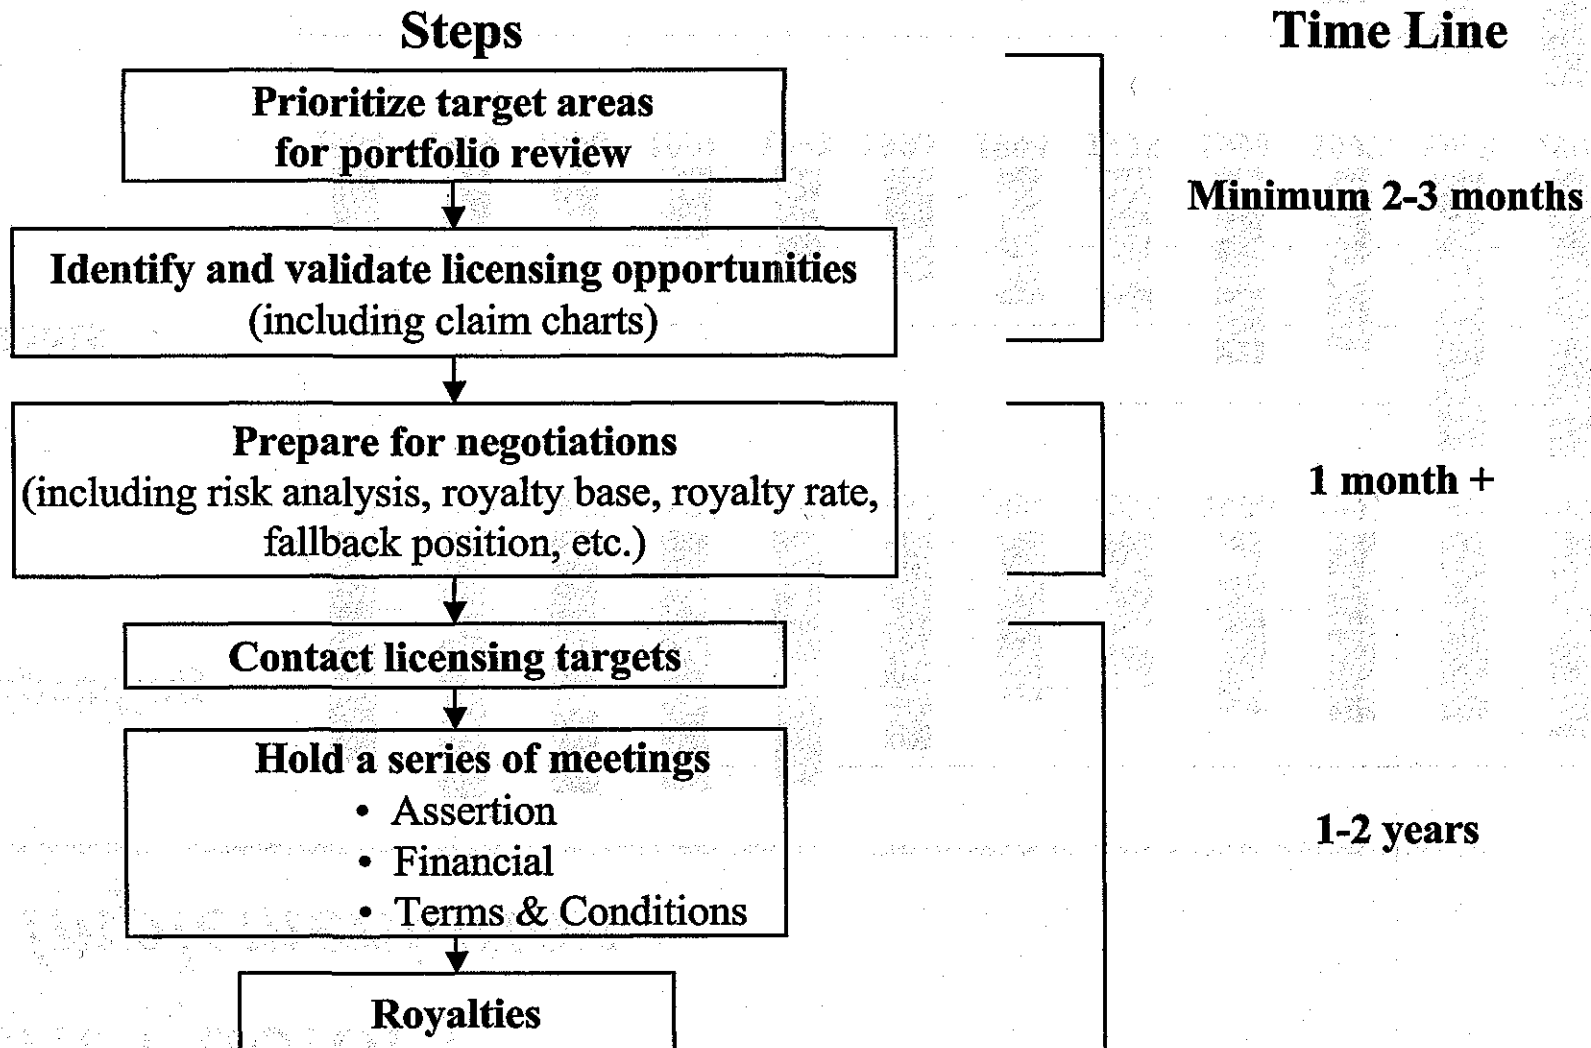 Steps
Time Line
Prioritize target areas
for portfolio review
Minimum 2-3 months
Identify and validate licensing opportunities
(including claim charts)
Prepare for negotiations
(including risk analysis, royalty base, royalty rate,
fallback position, etc.)
1 month +
Contact licensing targets
Hold a series of meetings
• Assertion
• Financial
• Terms & Conditions
1-2 years
Royalties